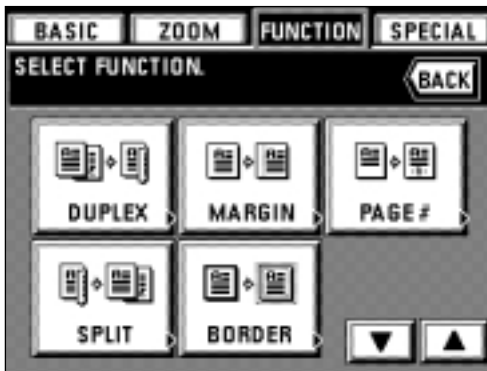 BASIC ZOOM FUNCTION SPECIAL
SELECT FUNCTION.
BACK
DUPLEX MARGIN PAGE#
SPLIT BORDER